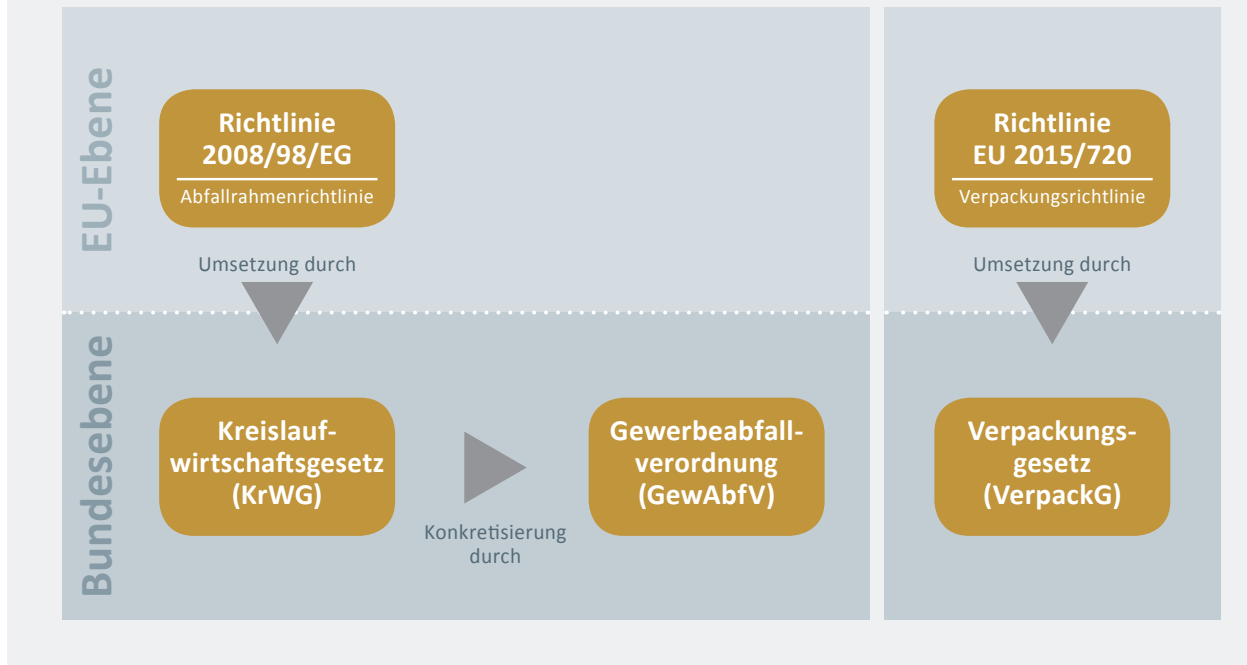 EU-Ebene
Richtlinie
2008/98/EG
Abfallrahmenrichtlinie
Umsetzung durch
Richtlinie
EU 2015/720
Verpackungsrichtlinie
Umsetzung durch
Bundesebene
Kreislauf-
wirtschaftsgesetz
(KrWG)
Konkretisierung
durch
Gewerbeabfall-
verordnung
(GewAbfV)
Verpackungs-
gesetz
(VerpackG)